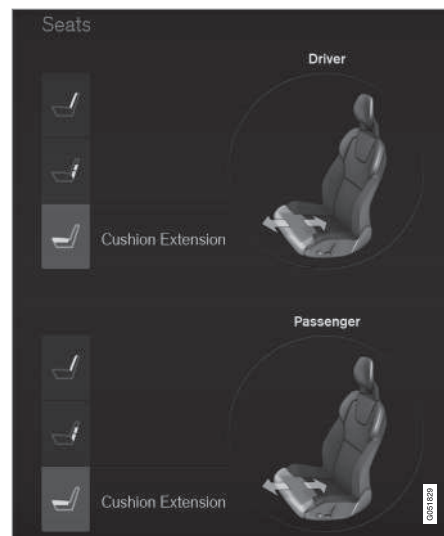 Seats
Driver
Cushion Extension
Passenger
Cushion Extension
G051829